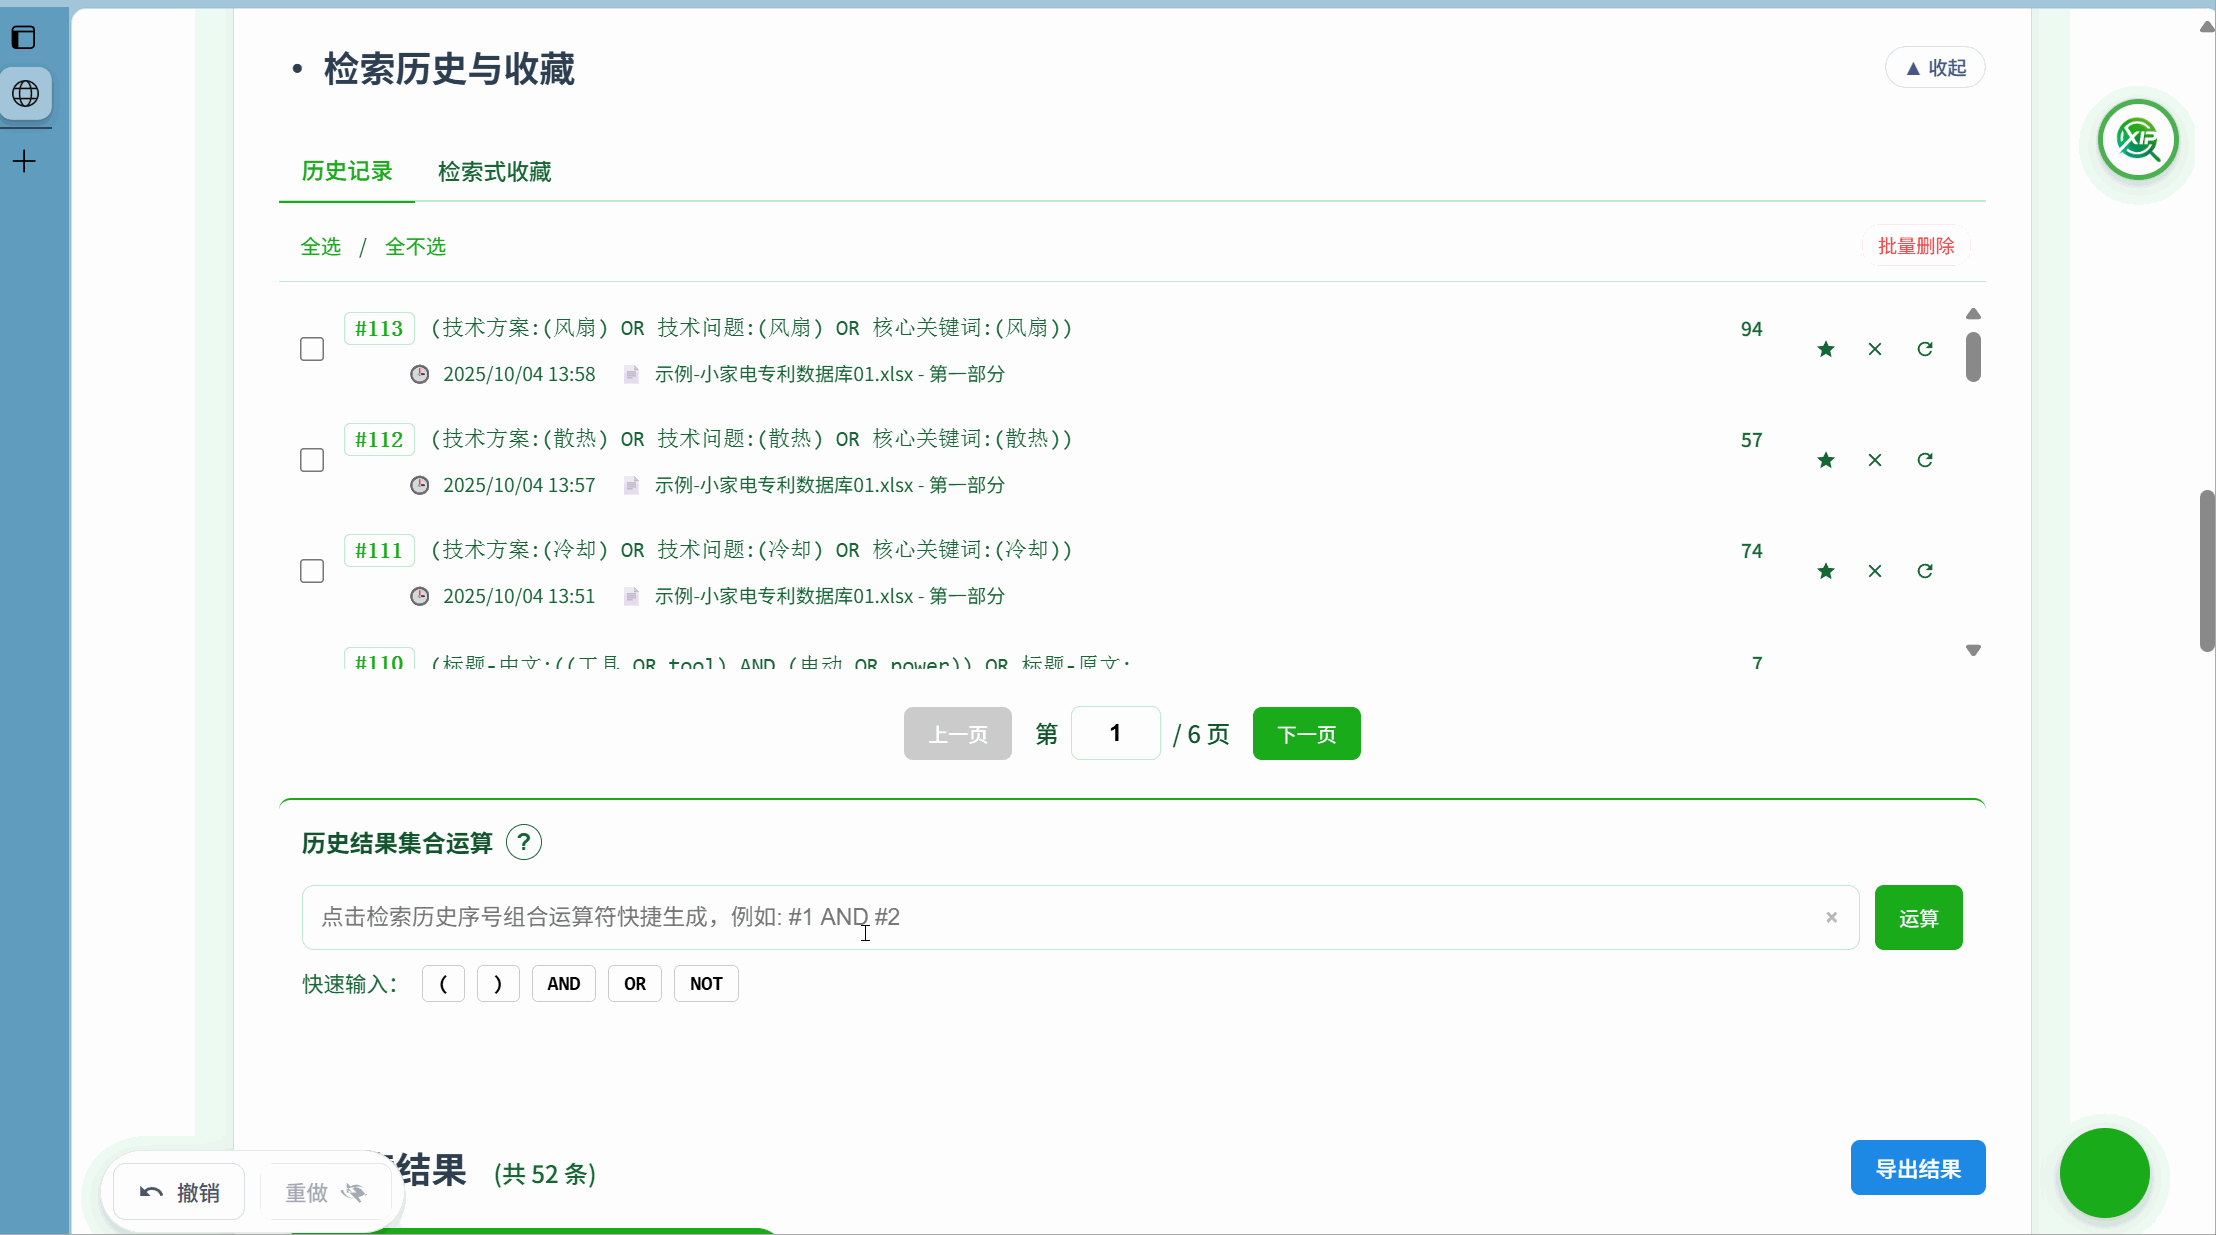 • 检索历史与收藏
▲ 收起
XIP
历史记录 检索式收藏
全选 / 全不选
批量删除
#113 (技术方案:(风扇) OR 技术问题:(风扇) OR 核心关键词:(风扇)) 94
2025/10/04 13:58 示例-小家电专利数据库01.xlsx - 第一部分
#112 (技术方案:(散热) OR 技术问题:(散热) OR 核心关键词:(散热)) 57
2025/10/04 13:57 示例-小家电专利数据库01.xlsx - 第一部分
#111 (技术方案:(冷却) OR 技术问题:(冷却) OR 核心关键词:(冷却)) 74
2025/10/04 13:51 示例-小家电专利数据库01.xlsx - 第一部分
#110 (标题-中文:((工具 OR tool) AND (电动 OR power)) OR 标题-原文: 7
上一页 第 1 / 6 页 下一页
历史结果集合运算 ?
点击检索历史序号组合运算符快捷生成，例如: #1 AND #2 ×
运算
快速输入： ( ) AND OR NOT
结果 (共 52 条)
导出结果
撤销 重做